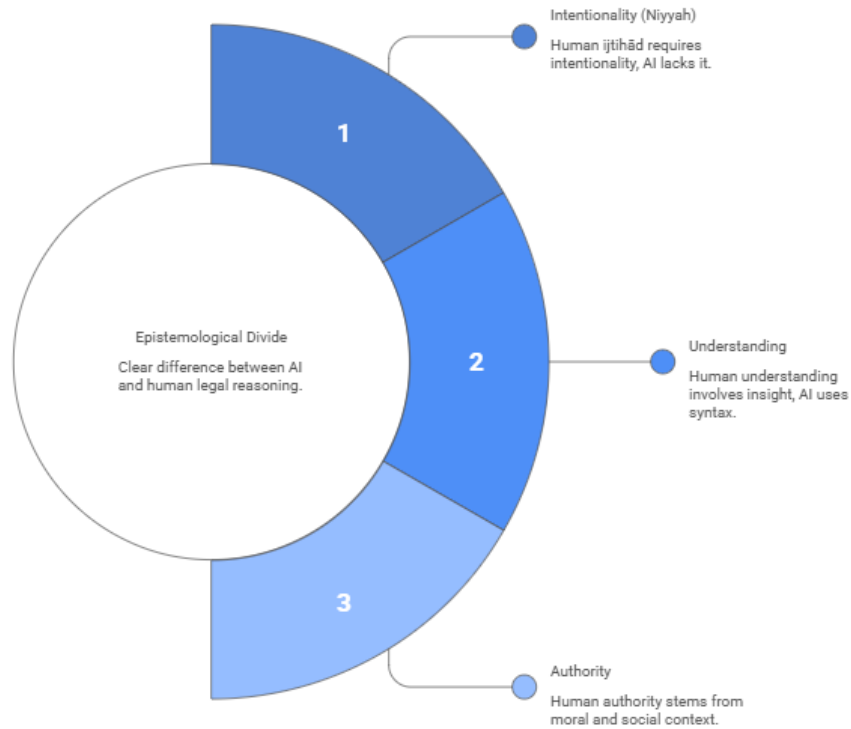 Intentionality (Niyyah)
Human ijtihād requires
intentionality, AI lacks it.
1
Epistemological Divide
Clear difference between AI
and human legal reasoning.
2
Understanding
Human understanding
involves insight, AI uses
syntax.
3
Authority
Human authority stems from
moral and social context.